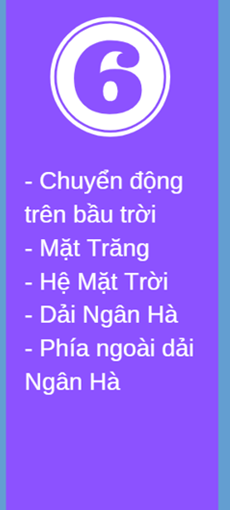 6
- Chuyển động
trên bầu trời
- Mặt Trăng
- Hệ Mặt Trời
- Dải Ngân Hà
- Phía ngoài dải
Ngân Hà